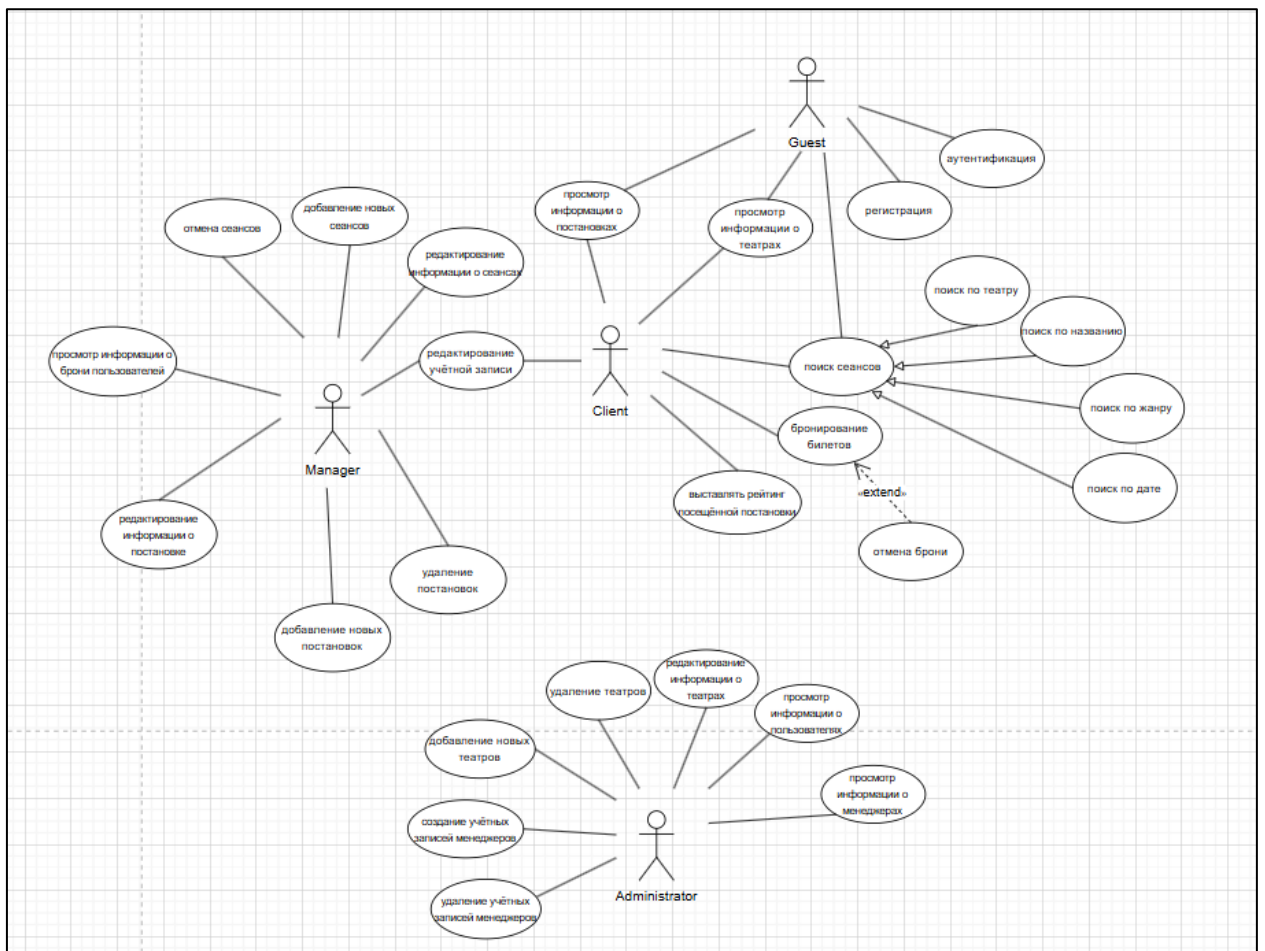 Guest
аутентификация
просмотр
информации о
постановках
просмотр
информации о
театрах
регистрация
добавление новых
сеансов
отмена сеансов
редактирование
информации о сеансах
поиск по театру
поиск по названию
просмотр информации о
брони пользователей
редактирование
учётной записи
Client
поиск сеансов
поиск по жанру
бронирование
билетов
Manager
выставлять рейтинг
посещённой постановки
«extend»
поиск по дате
редактирование
информации о
постановке
отмена брони
удаление
постановок
добавление новых
постановок
удаление театров
редактирование
информации о
театрах
просмотр
информации о
пользователях
добавление новых
театров
просмотр
информации о
менеджерах
создание учётных
записей менеджеров
Administrator
удаление учётных
записей менеджеров